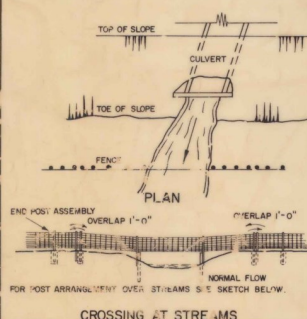 TOP OF SLOPE
CULVERT
TOE OF SLOPE
FENCE
PLAN
END POST ASSEMBLY
OVERLAP 1'-0"
OVERLAP 1'-0"
NORMAL FLOW
FOR POST ARRANGEMENT OVER STREAMS SEE SKETCH BELOW.
CROSSING AT STREAMS